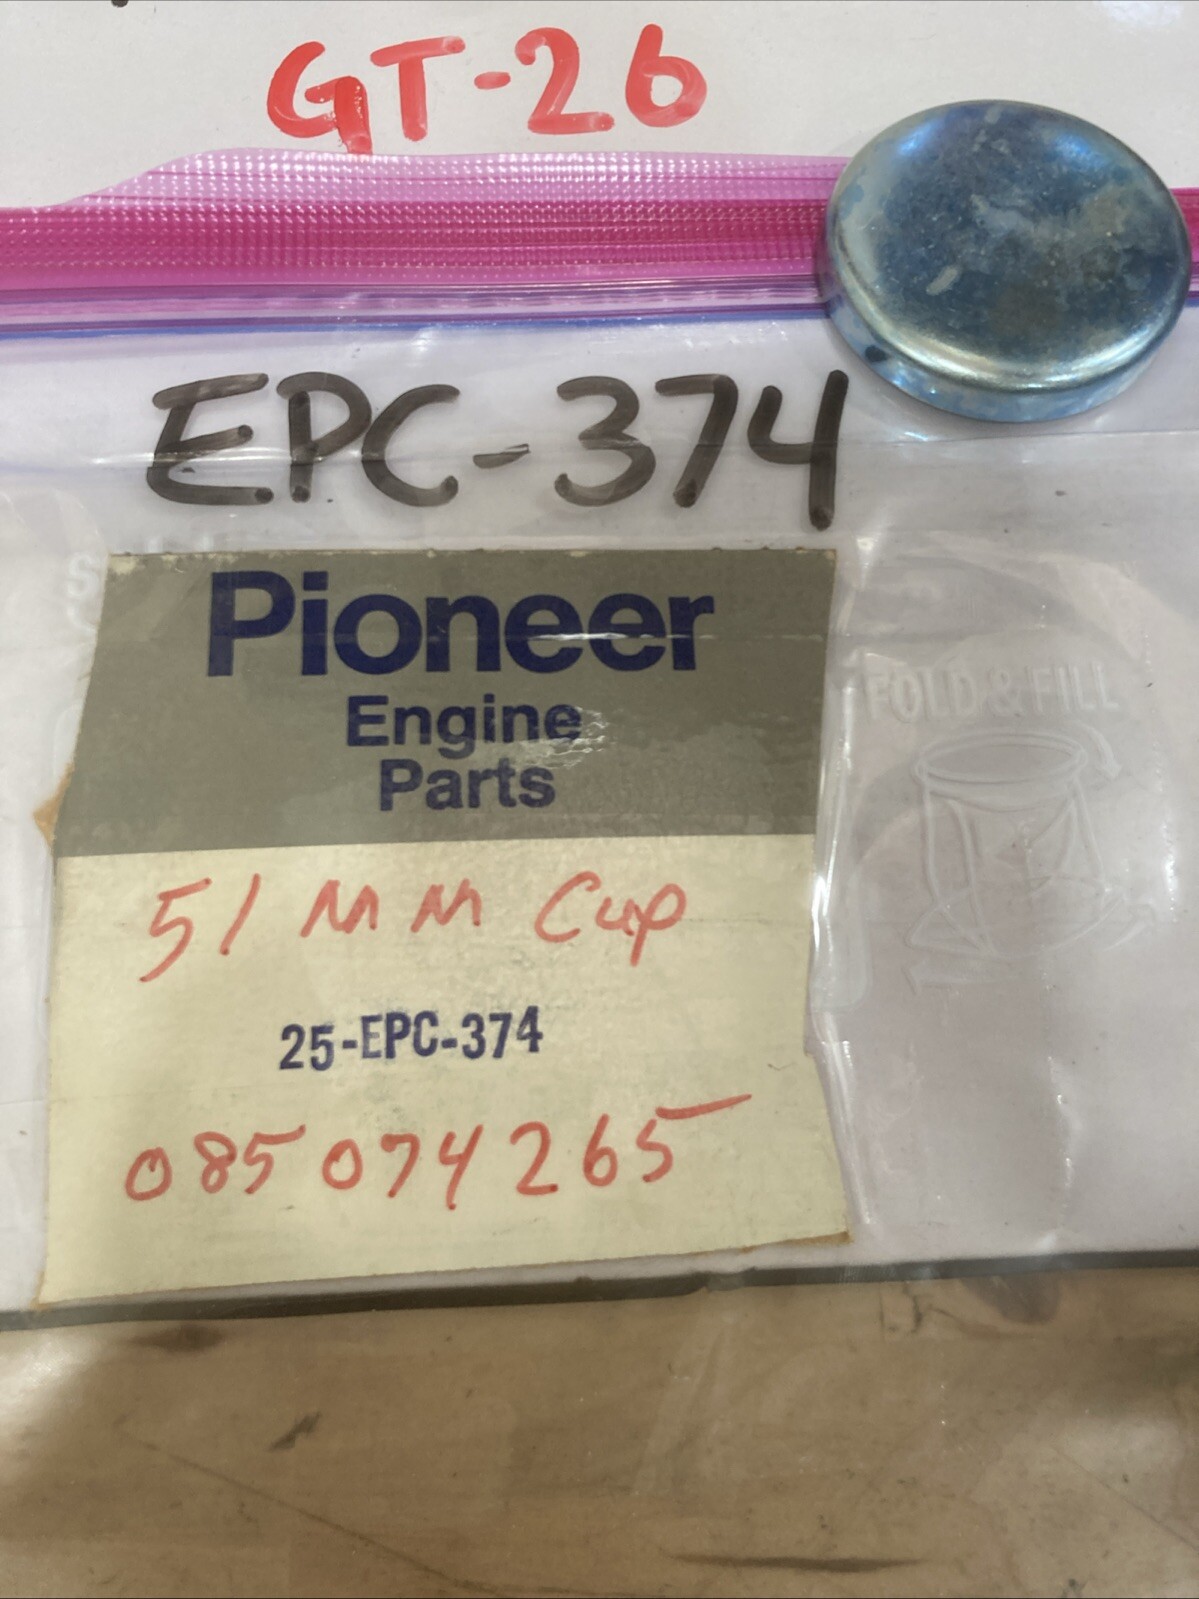 GT-26
EPC-374
Pioneer
Engine
Parts
FOLD & FILL
51 MM Cup
25-EPC-374
085074265